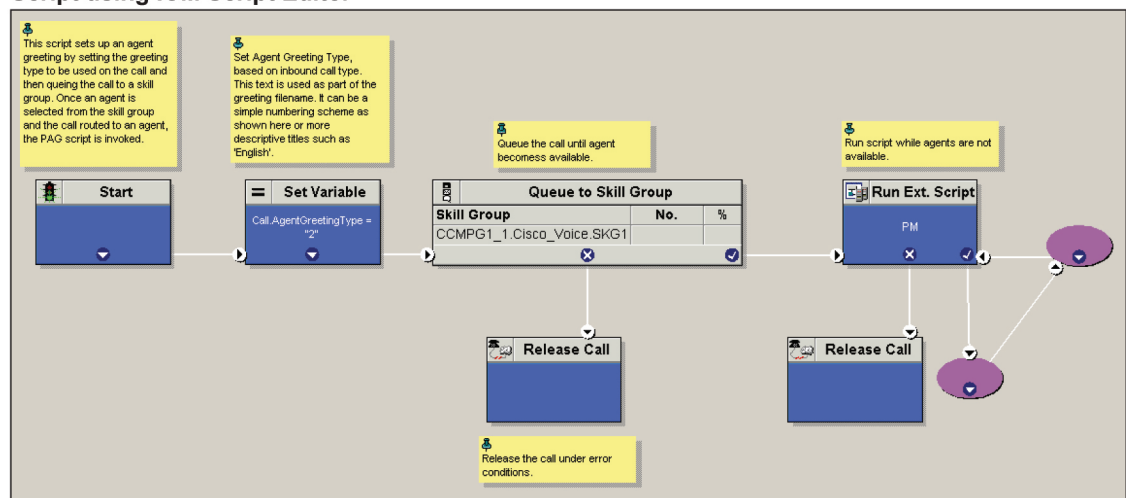 Script using ICM Script Editor
This script sets up an agent
greeting by setting the greeting
type to be used on the call and
then queing the call to a skill
group. Once an agent is
selected from the skill group
and the call routed to an agent,
the PAG script is invoked.
Set Agent Greeting Type,
based on inbound call type.
This text is used as part of the
greeting filename. It can be a
simple numbering scheme as
shown here or more
descriptive titles such as
'English'.
Queue the call until agent
becomess available.
Run script while agents are not
available.
Start
Set Variable
Call.AgentGreetingType =
"2"
Queue to Skill Group
Skill Group No. %
CCMPG1_1.Cisco_Voice.SKG1
Run Ext. Script
PM
Release Call
Release Call
Release the call under error
conditions.